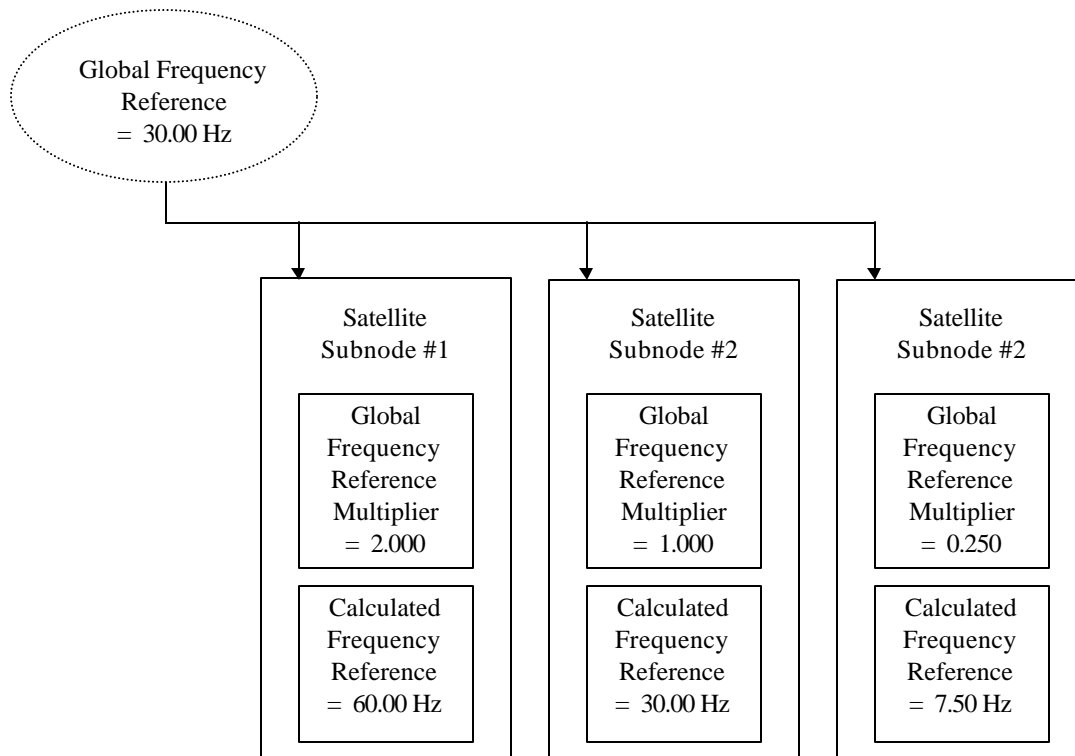 Global Frequency
Reference
= 30.00 Hz
Satellite
Subnode #1
Global
Frequency
Reference
Multiplier
= 2.000
Calculated
Frequency
Reference
= 60.00 Hz
Satellite
Subnode #2
Global
Frequency
Reference
Multiplier
= 1.000
Calculated
Frequency
Reference
= 30.00 Hz
Satellite
Subnode #2
Global
Frequency
Reference
Multiplier
= 0.250
Calculated
Frequency
Reference
= 7.50 Hz